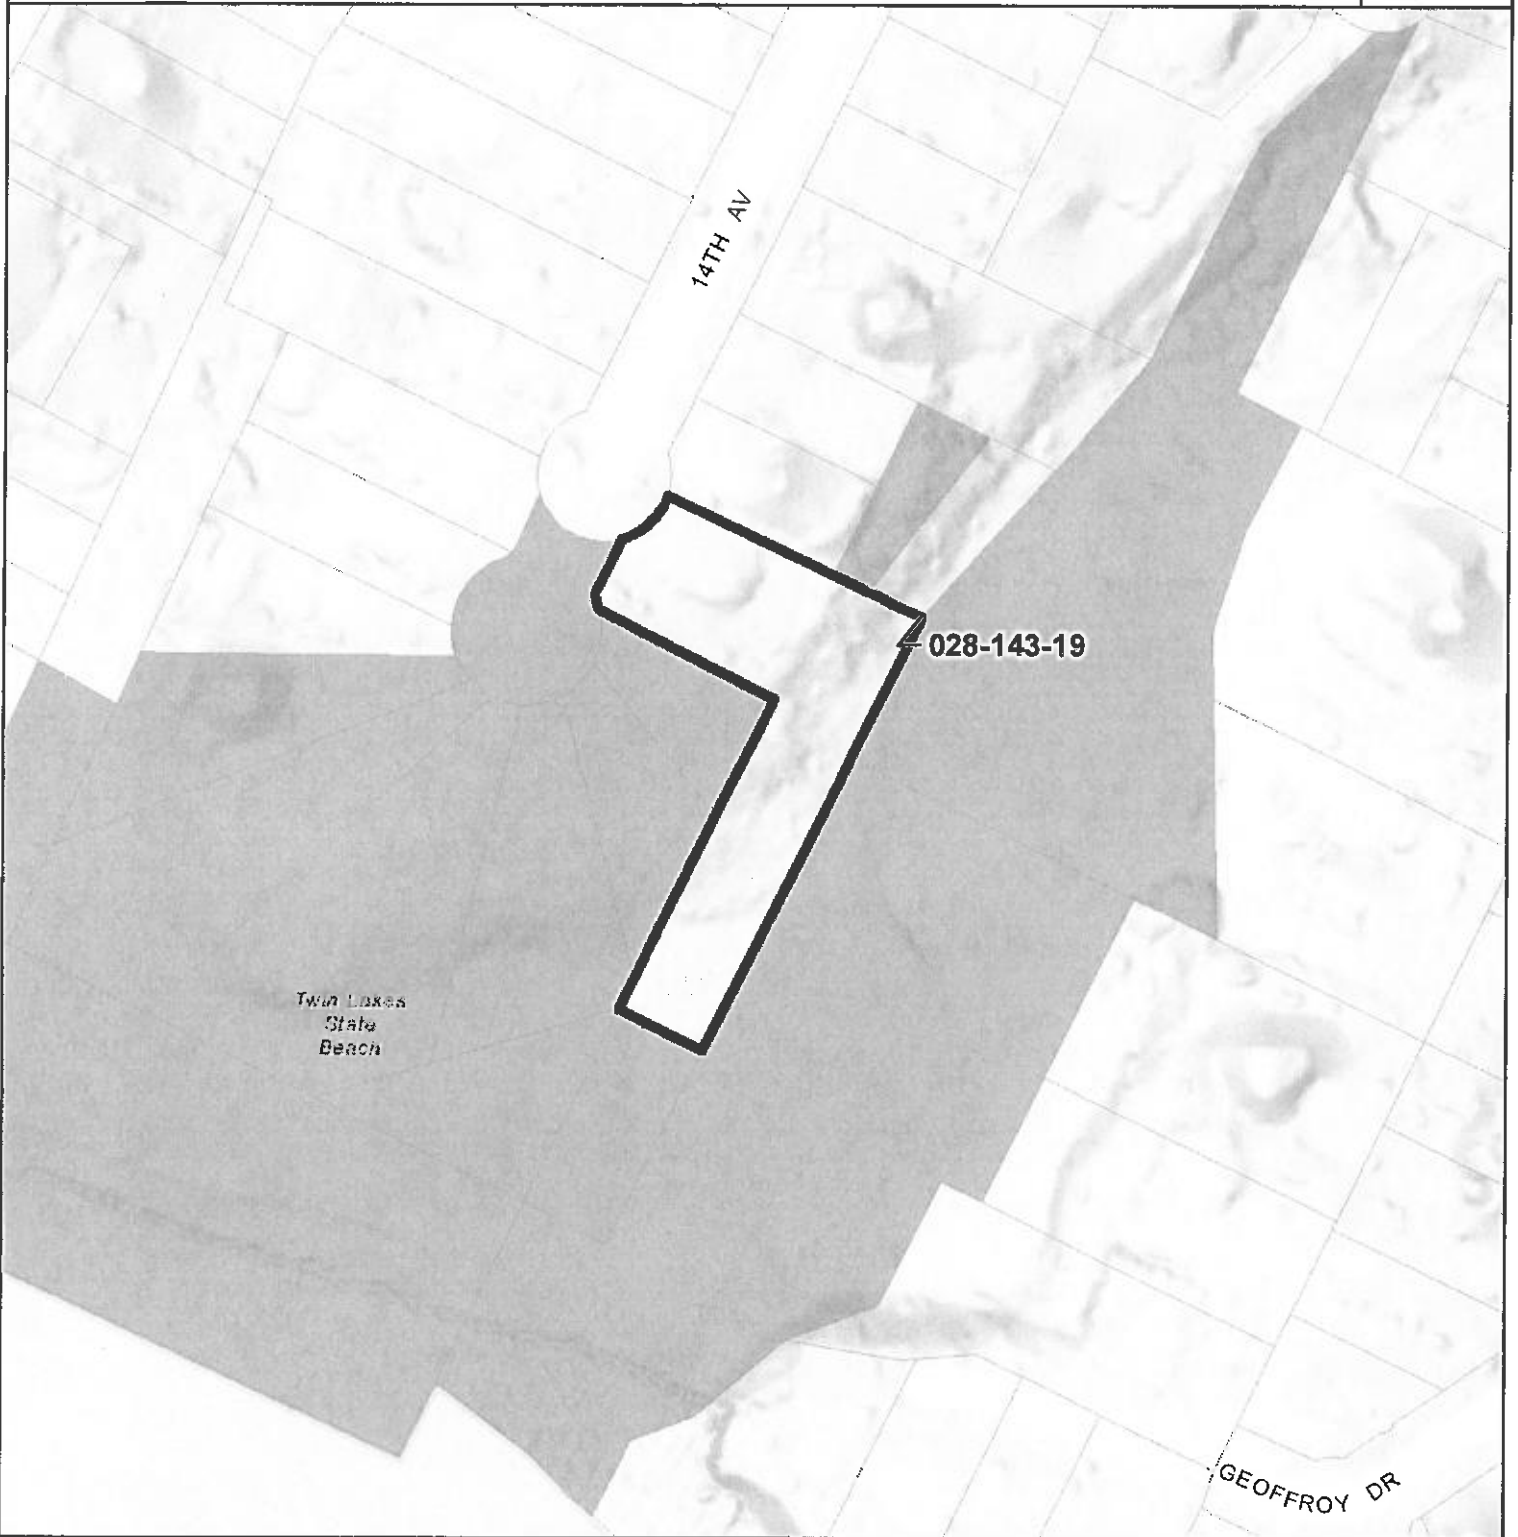 14TH AV
028-143-19
Twin Lakes
State
Beach
GEOFFROY DR